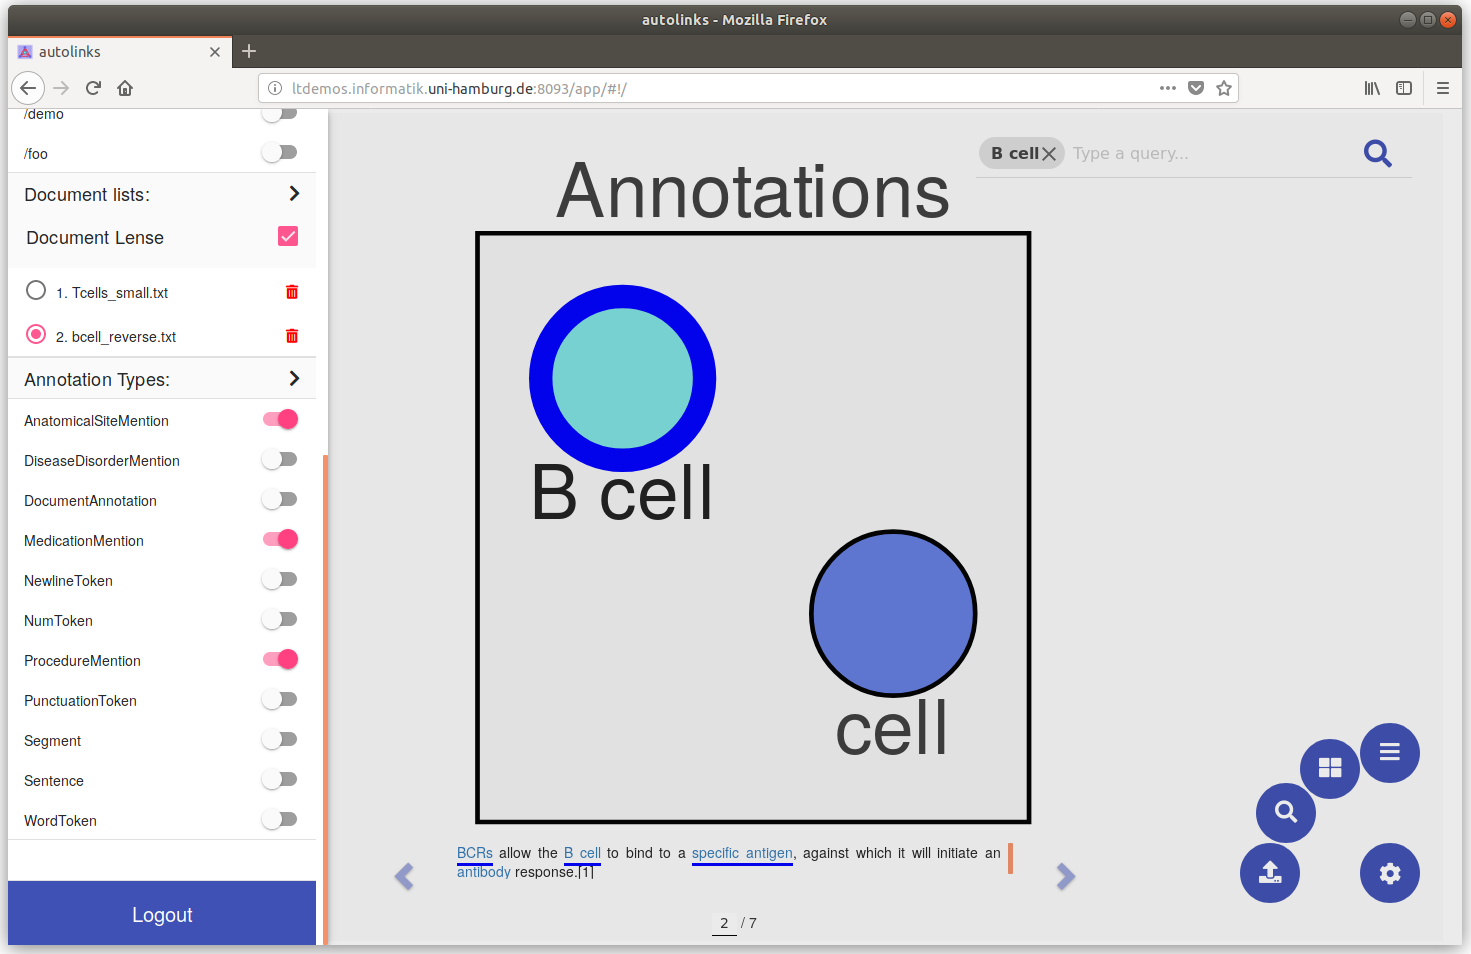 autolinks - Mozilla Firefox
autolinks
ltdemos.informatik.uni-hamburg.de:8093/app/#!/
/demo
/foo
Document lists:
Document Lense
1. Tcells_small.txt
2. bcell_reverse.txt
Annotation Types:
AnatomicalSiteMention
DiseaseDisorderMention
DocumentAnnotation
MedicationMention
NewlineToken
NumToken
ProcedureMention
PunctuationToken
Segment
Sentence
WordToken
Logout
B cell Type a query...
Annotations
B cell
cell
BCRs allow the B cell to bind to a specific antigen, against which it will initiate an
antibody response.[1]
2 / 7